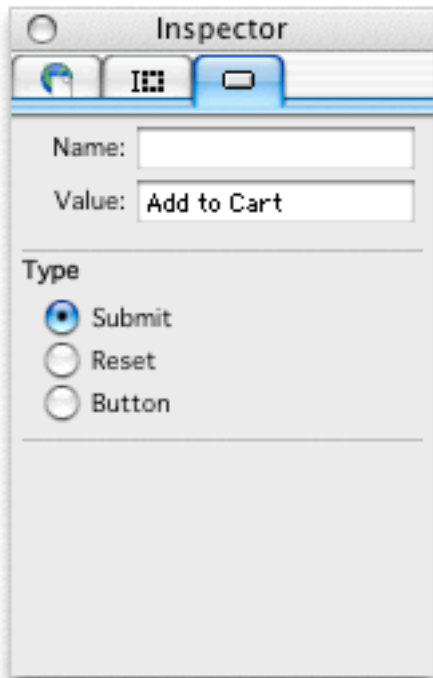 Inspector
Name:
Value: Add to Cart
Type
Submit
Reset
Button